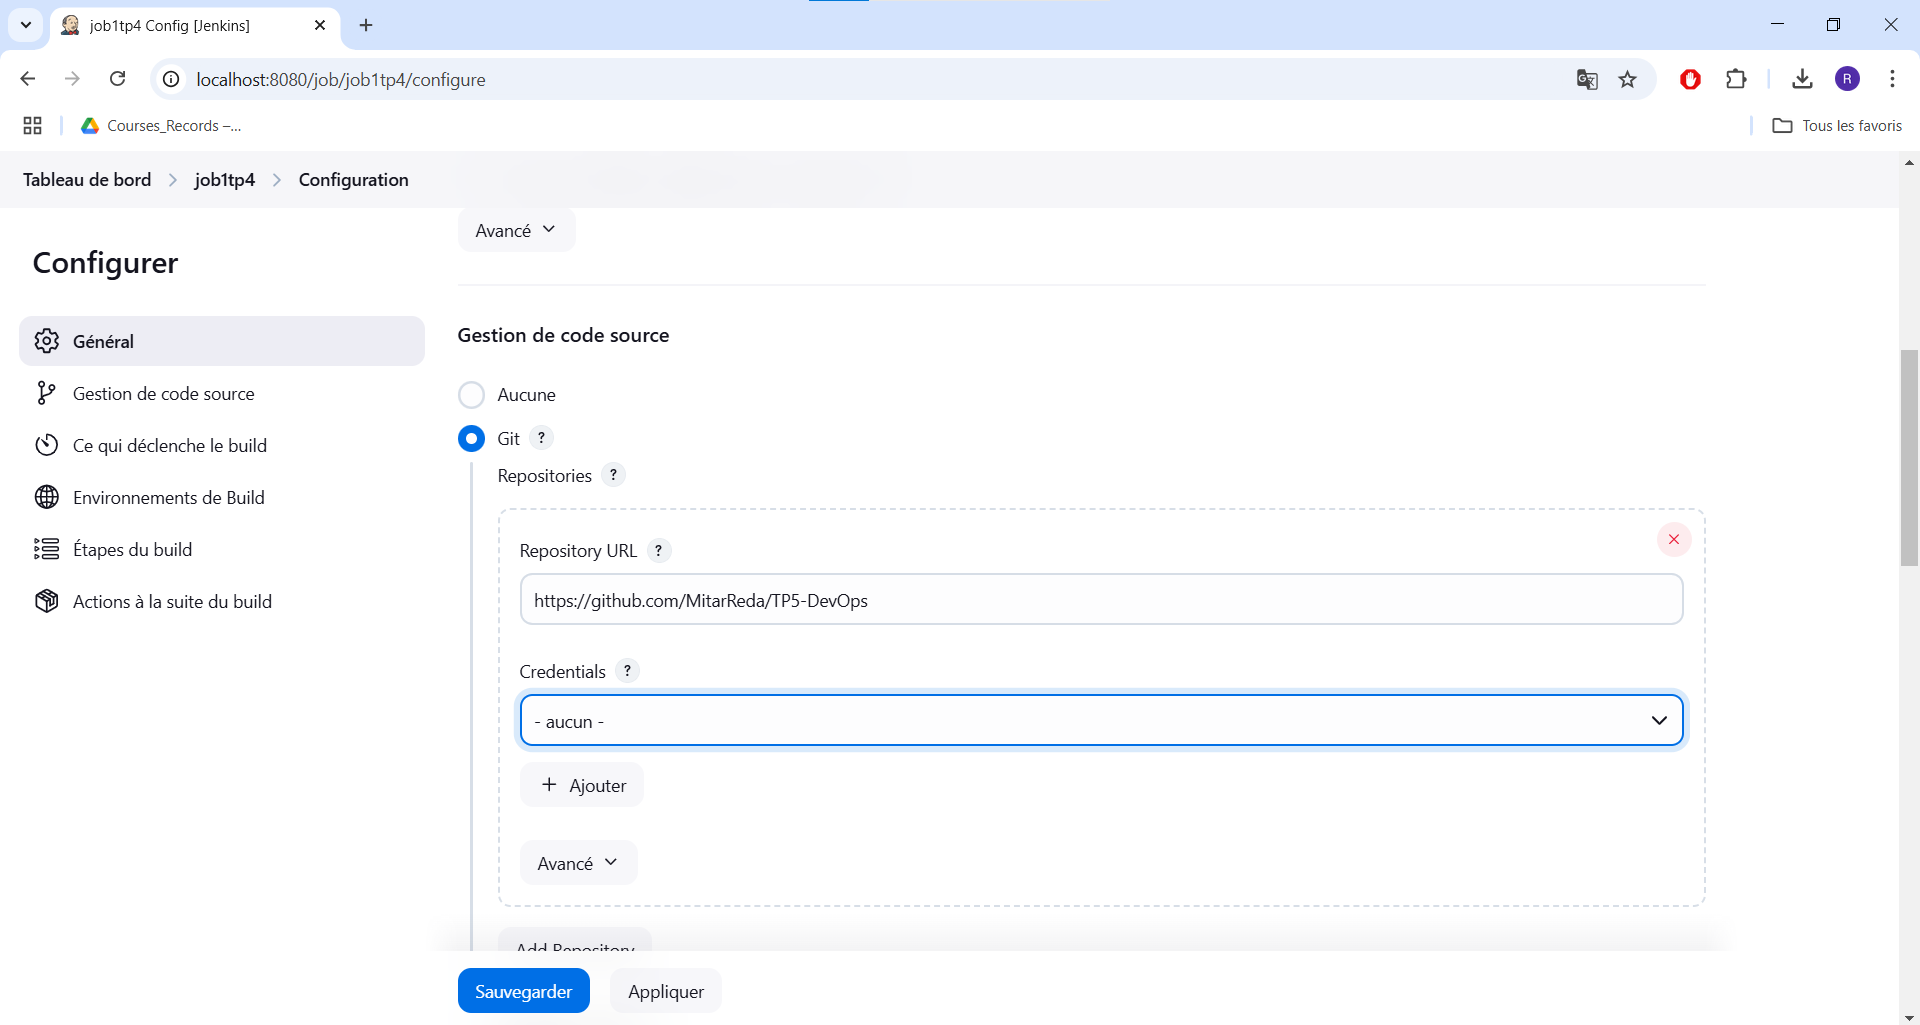 job1tp4 Config [Jenkins]
localhost:8080/job/job1tp4/configure
R
Courses_Records –...
Tous les favoris
Tableau de bord
job1tp4
Configuration
Avancé
Configurer
Général
Gestion de code source
Ce qui déclenche le build
Environnements de Build
Étapes du build
Actions à la suite du build
Gestion de code source
Aucune
Git ?
Repositories ?
Repository URL ?
https://github.com/MitarReda/TP5-DevOps
Credentials ?
- aucun -
+ Ajouter
Avancé
Add Repository
Sauvegarder
Appliquer